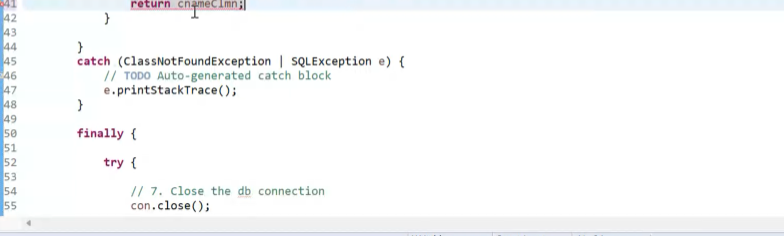 41                return cnameClmn;
42            }
43
44        }
45        catch (ClassNotFoundException | SQLException e) {
46            // TODO Auto-generated catch block
47            e.printStackTrace();
48        }
49
50        finally {
51
52            try {
53
54                // 7. Close the db connection
55                con.close();